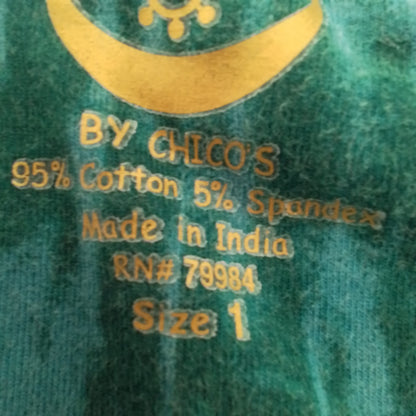 BY CHICO'S
95% Cotton 5% Spandex
Made in India
RN# 79984
Size 1